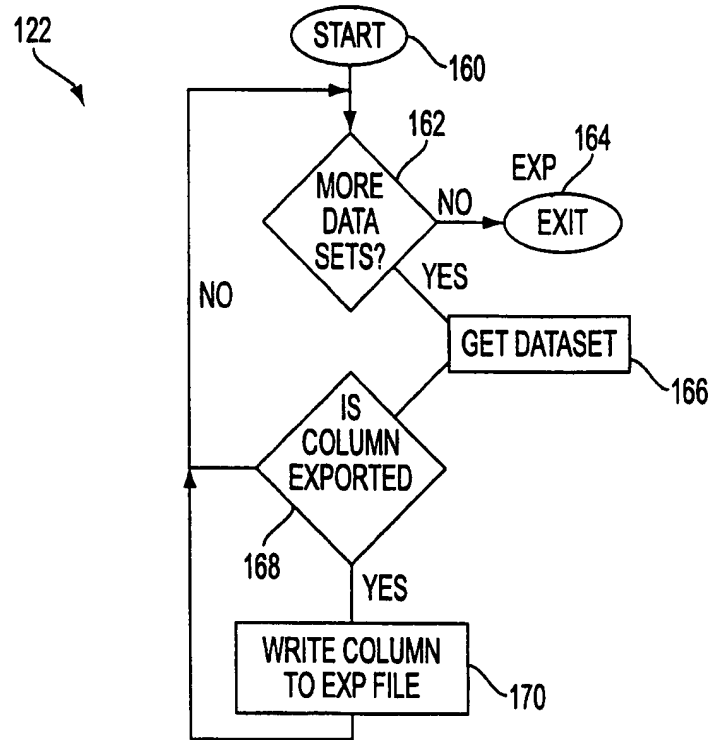 122
START
160
162
MORE
DATA
SETS?
NO
EXP
164
EXIT
YES
NO
GET DATASET
166
IS
COLUMN
EXPORTED
168
YES
WRITE COLUMN
TO EXP FILE
170